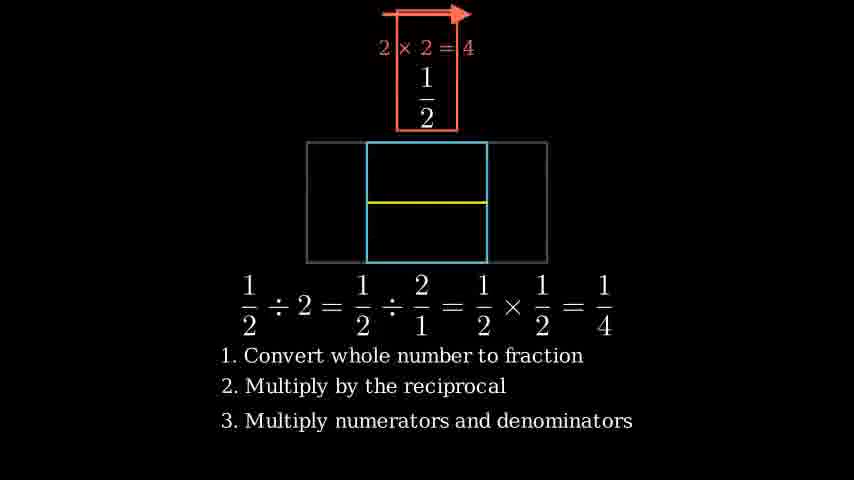 2 × 2 = 4
1/2
1/2 ÷ 2 = 1/2 ÷ 2/1 = 1/2 × 1/2 = 1/4
1. Convert whole number to fraction
2. Multiply by the reciprocal
3. Multiply numerators and denominators